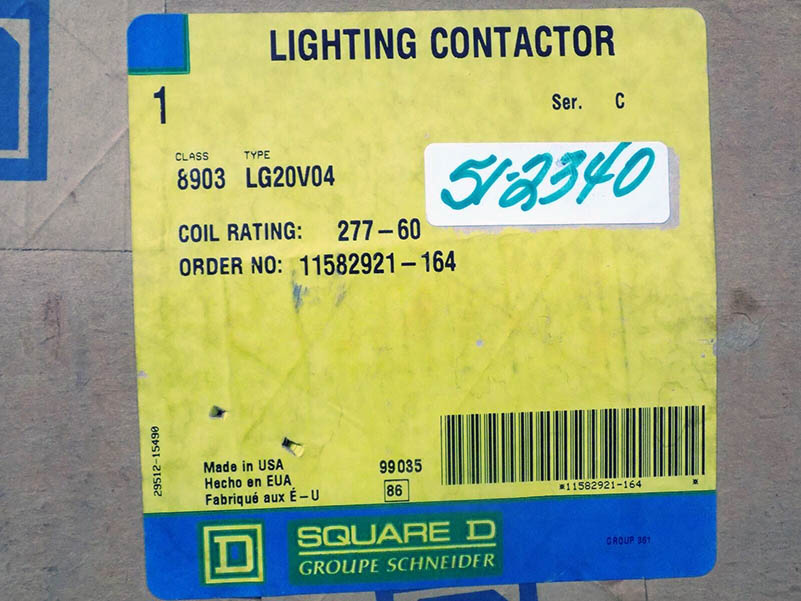 LIGHTING CONTACTOR
1
Ser. C
CLASS TYPE
8903 LG20V04
51-2340
COIL RATING: 277-60
ORDER NO: 11582921-164
29512-15490
Made in USA
Hecho en EUA
Fabriqué aux É-U
99035
86
*11582921-164 *
D
SQUARE D
GROUPE SCHNEIDER
GROUP 361